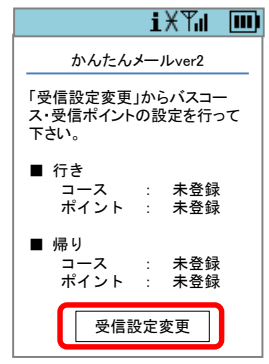 かんたんメールver2
「受信設定変更」からバスコー
ス・受信ポイントの設定を行って
下さい。
■ 行き
コース : 未登録
ポイント : 未登録
■ 帰り
コース : 未登録
ポイント : 未登録
受信設定変更